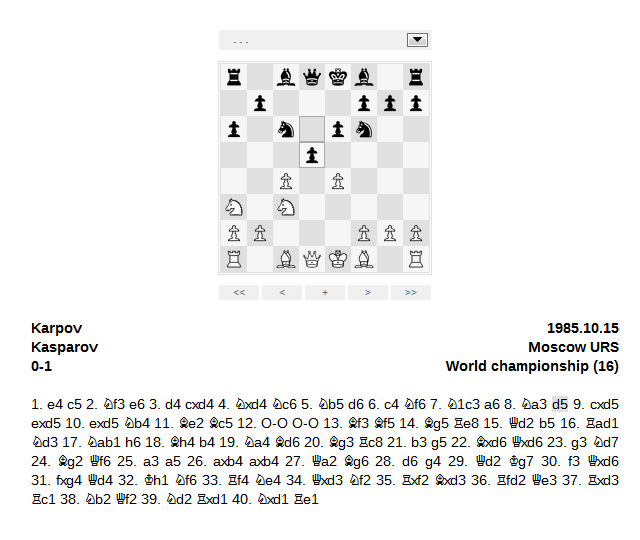 ...
<< < + > >>
Karpov 1985.10.15
Kasparov Moscow URS
0-1 World championship (16)
1. e4 c5 2. ♘f3 e6 3. d4 cxd4 4. ♘xd4 ♘c6 5. ♘b5 d6 6. c4 ♘f6 7. ♘1c3 a6 8. ♘a3 d5 9. cxd5
exd5 10. exd5 ♘b4 11. ♗e2 ♗c5 12. O-O O-O 13. ♗f3 ♗f5 14. ♗g5 ♖e8 15. ♕d2 b5 16. ♖ad1
♘d3 17. ♘ab1 h6 18. ♗h4 b4 19. ♘a4 ♗d6 20. ♗g3 ♖c8 21. b3 g5 22. ♗xd6 ♕xd6 23. g3 ♘d7
24. ♗g2 ♕f6 25. a3 a5 26. axb4 axb4 27. ♕a2 ♗g6 28. d6 g4 29. ♕d2 ♔g7 30. f3 ♕xd6
31. fxg4 ♕d4 32. ♔h1 ♘f6 33. ♖f4 ♘e4 34. ♕xd3 ♘f2 35. ♖xf2 ♗xd3 36. ♖fd2 ♕e3 37. ♖xd3
♖c1 38. ♘b2 ♕f2 39. ♘d2 ♖xd1 40. ♘xd1 ♖e1